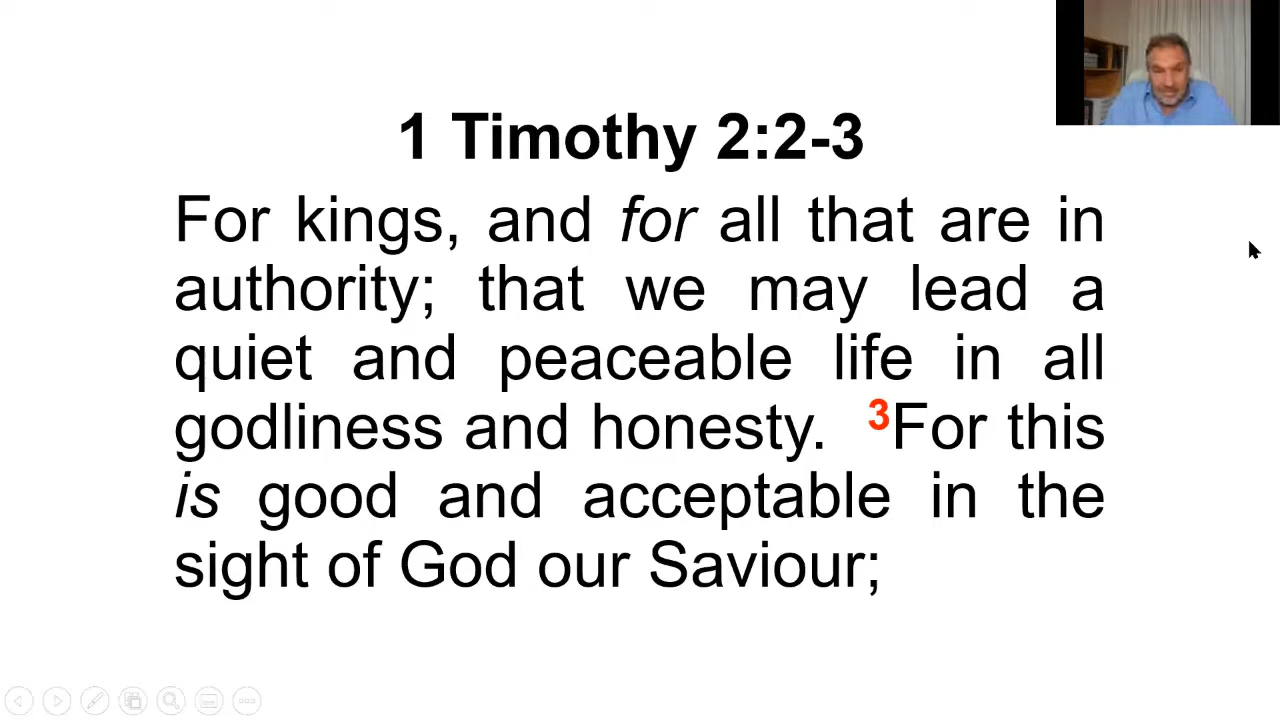 1 Timothy 2:2-3
For kings, and for all that are in
authority; that we may lead a
quiet and peaceable life in all
godliness and honesty. 3For this
is good and acceptable in the
sight of God our Saviour;